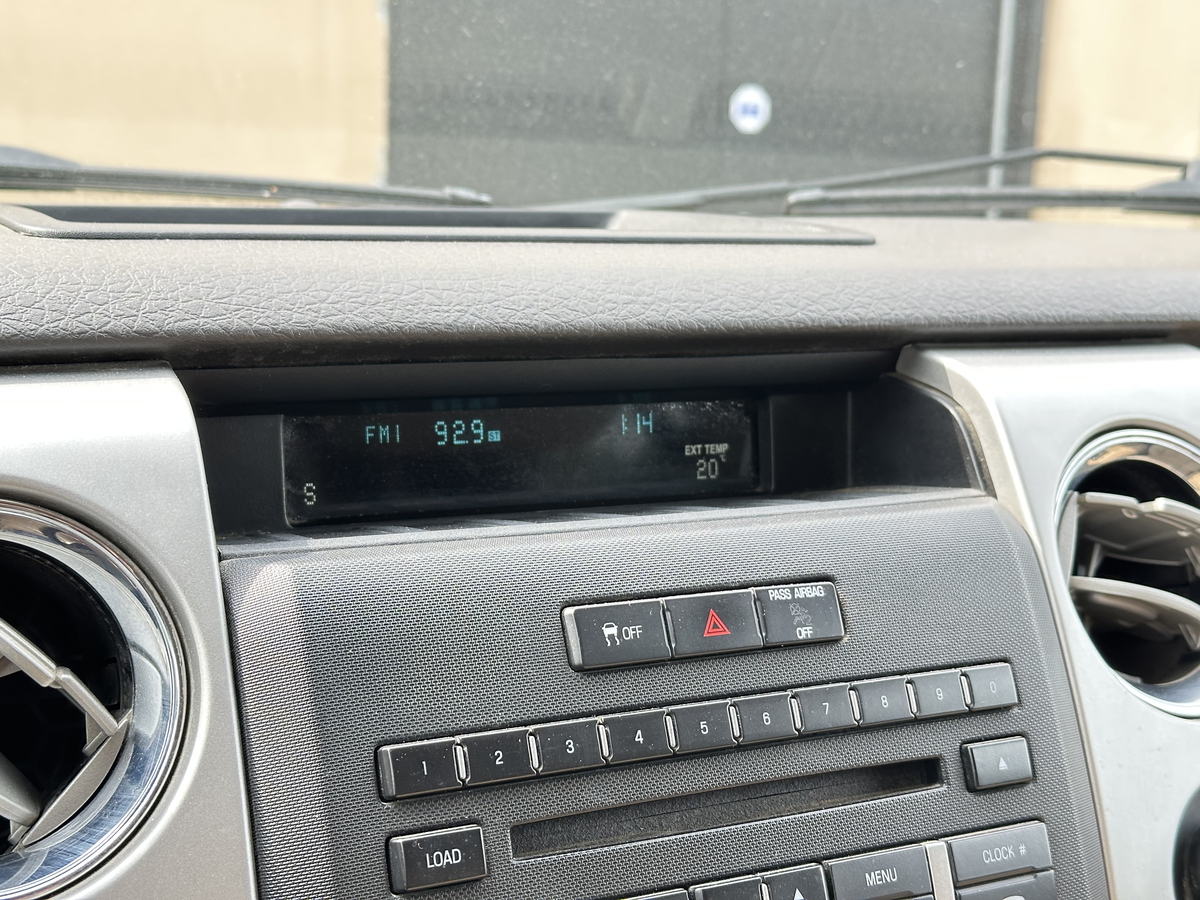 FM1 92.9 ST 1:14
EXT TEMP
20°C
S
OFF
PASS AIRBAG
OFF
1 2 3 4 5 6 7 8 9 0
LOAD
MENU
CLOCK #